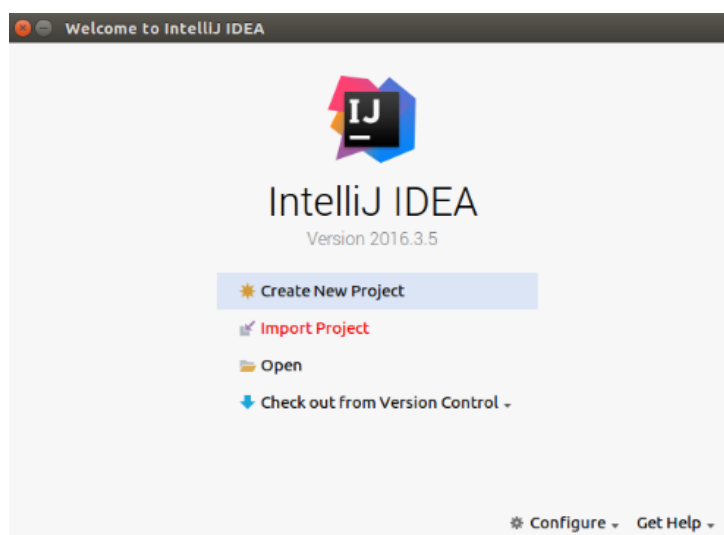 Welcome to IntelliJ IDEA
IJ
IntelliJ IDEA
Version 2016.3.5
Create New Project
Import Project
Open
Check out from Version Control
Configure Get Help